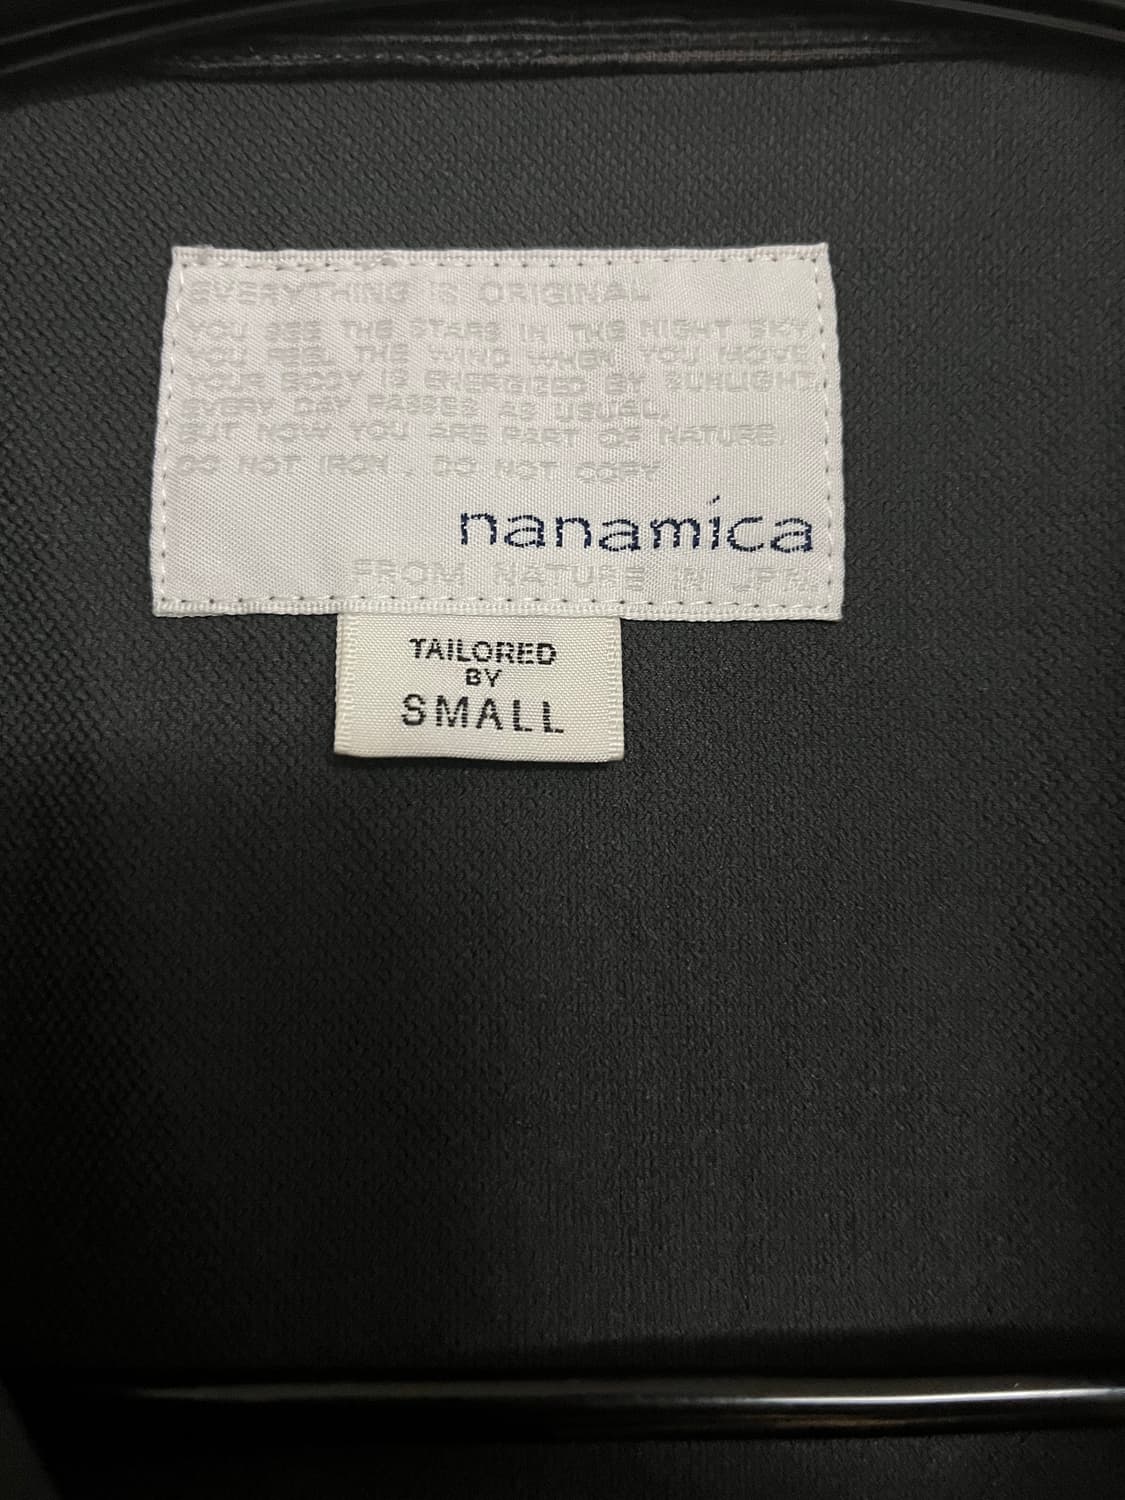 EVERYTHING IS ORIGINAL
YOU SEE THE STARS IN THE NIGHT SKY,
YOU FEEL THE WIND WHEN YOU MOVE.
YOUR BODY IS ENERGIZED BY SUNLIGHT.
EVERY DAY PASSES AS USUAL,
BUT NOW YOU ARE PART OF NATURE.
DO NOT IRON . DO NOT COPY
nanamica
FROM NATURE IN JPN.
TAILORED
BY
SMALL